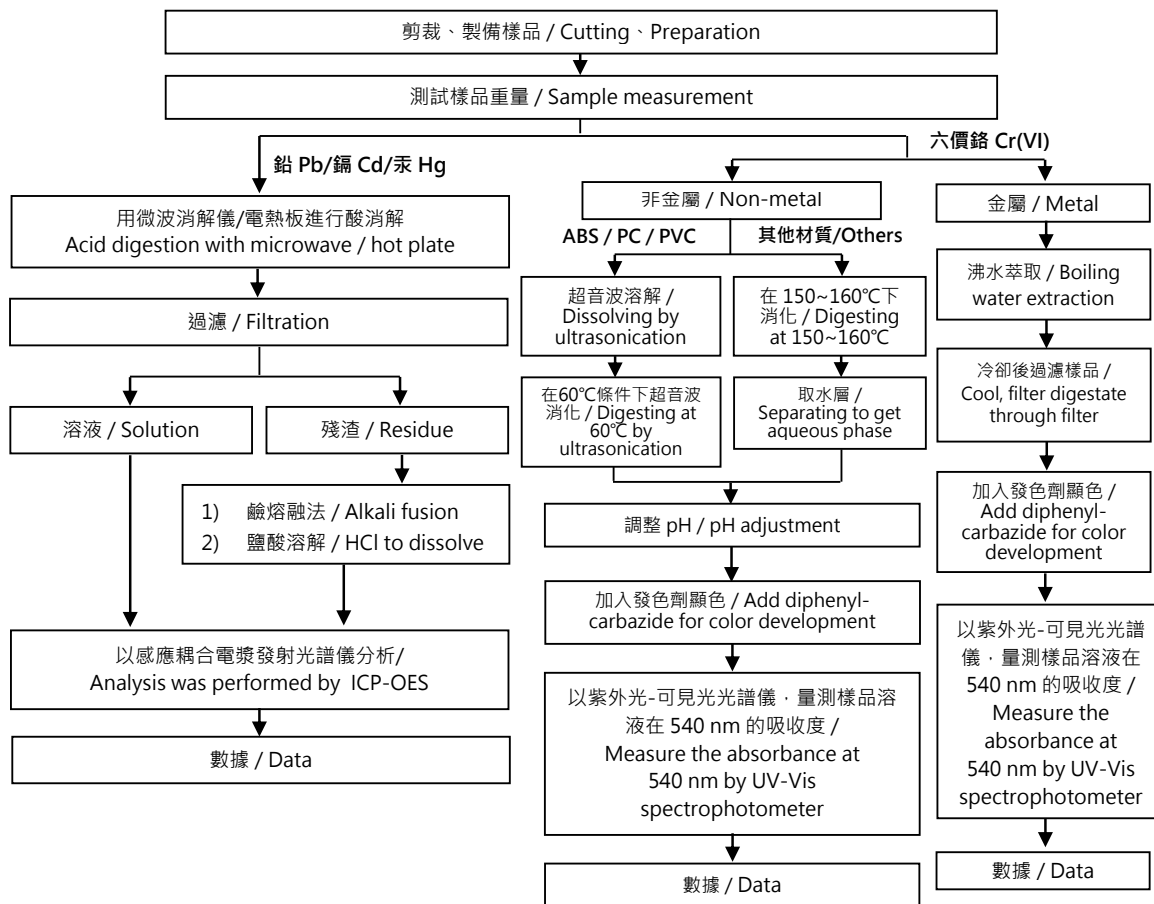 剪裁、製備樣品 / Cutting、Preparation
測試樣品重量 / Sample measurement
鉛 Pb/鎘 Cd/汞 Hg
用微波消解儀/電熱板進行酸消解
Acid digestion with microwave / hot plate
過濾 / Filtration
溶液 / Solution
殘渣 / Residue
1) 鹼熔融法 / Alkali fusion
2) 鹽酸溶解 / HCl to dissolve
以感應耦合電漿發射光譜儀分析/
Analysis was performed by ICP-OES
數據 / Data
六價鉻 Cr(VI)
非金屬 / Non-metal
ABS / PC / PVC
其他材質/Others
超音波溶解 /
Dissolving by
ultrasonication
在60℃條件下超音波
消化 / Digesting at
60℃ by
ultrasonication
在 150~160℃下
消化 / Digesting
at 150~160℃
取水層 /
Separating to get
aqueous phase
調整 pH / pH adjustment
加入發色劑顯色 / Add diphenyl-
carbazide for color development
以紫外光-可見光光譜儀，量測樣品溶
液在 540 nm 的吸收度 /
Measure the absorbance at
540 nm by UV-Vis
spectrophotometer
數據 / Data
金屬 / Metal
沸水萃取 / Boiling
water extraction
冷卻後過濾樣品 /
Cool, filter digestate
through filter
加入發色劑顯色 /
Add diphenyl-
carbazide for color
development
以紫外光-可見光光譜
儀，量測樣品溶液在
540 nm 的吸收度 /
Measure the
absorbance at
540 nm by UV-Vis
spectrophotometer
數據 / Data